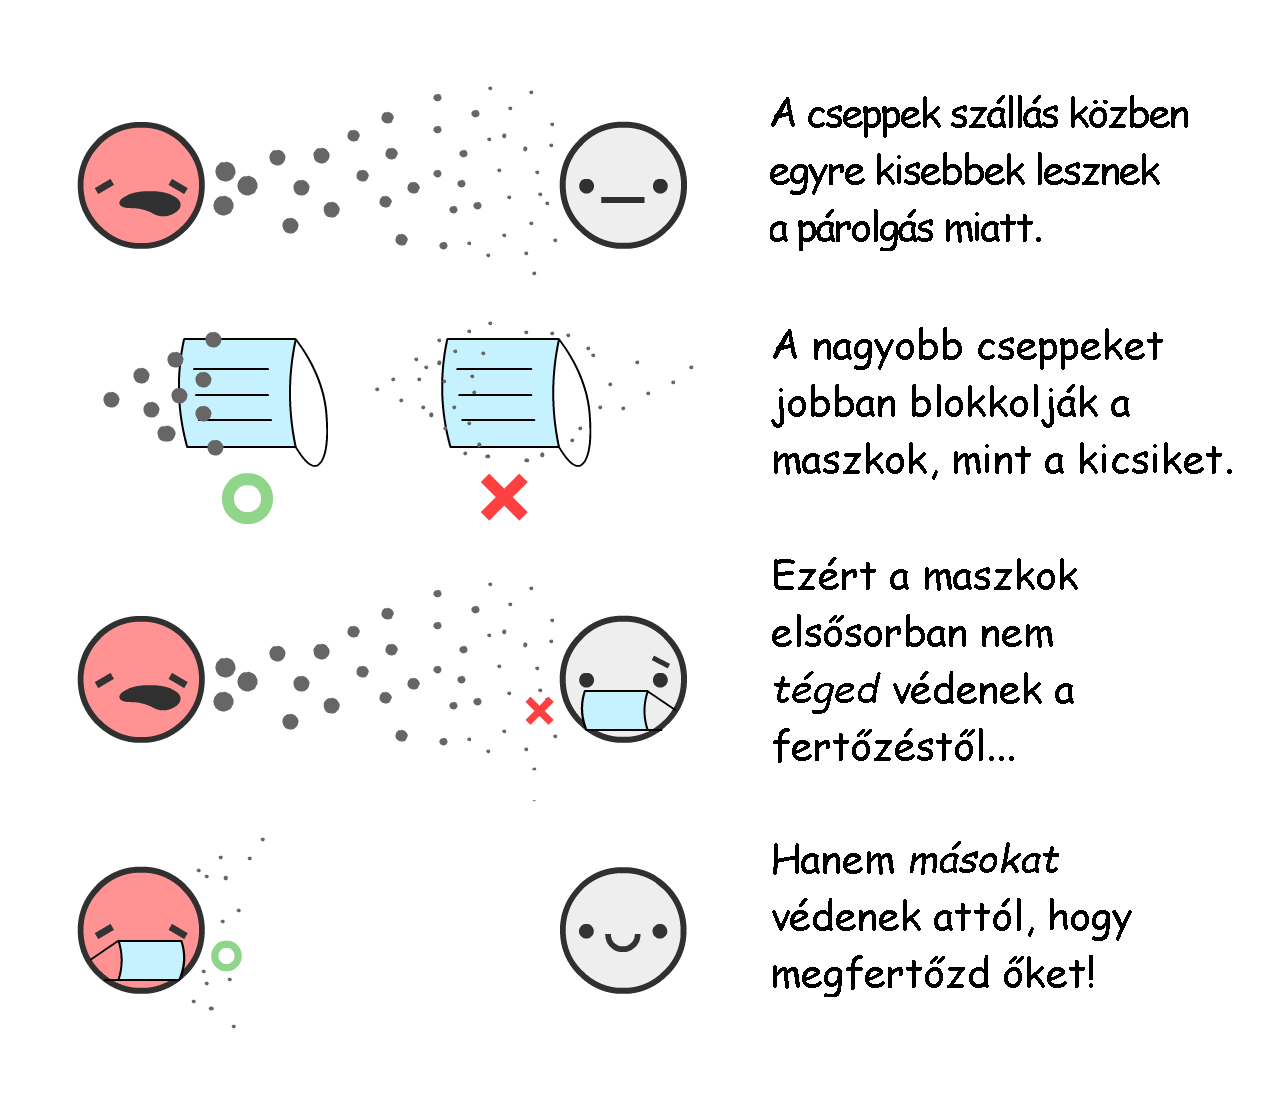 A cseppek szállás közben
egyre kisebbek lesznek
a párolgás miatt.
A nagyobb cseppeket
jobban blokkolják a
maszkok, mint a kicsiket.
Ezért a maszkok
elsősorban nem
téged védenek a
fertőzéstől...
Hanem másokat
védenek attól, hogy
megfertőzd őket!